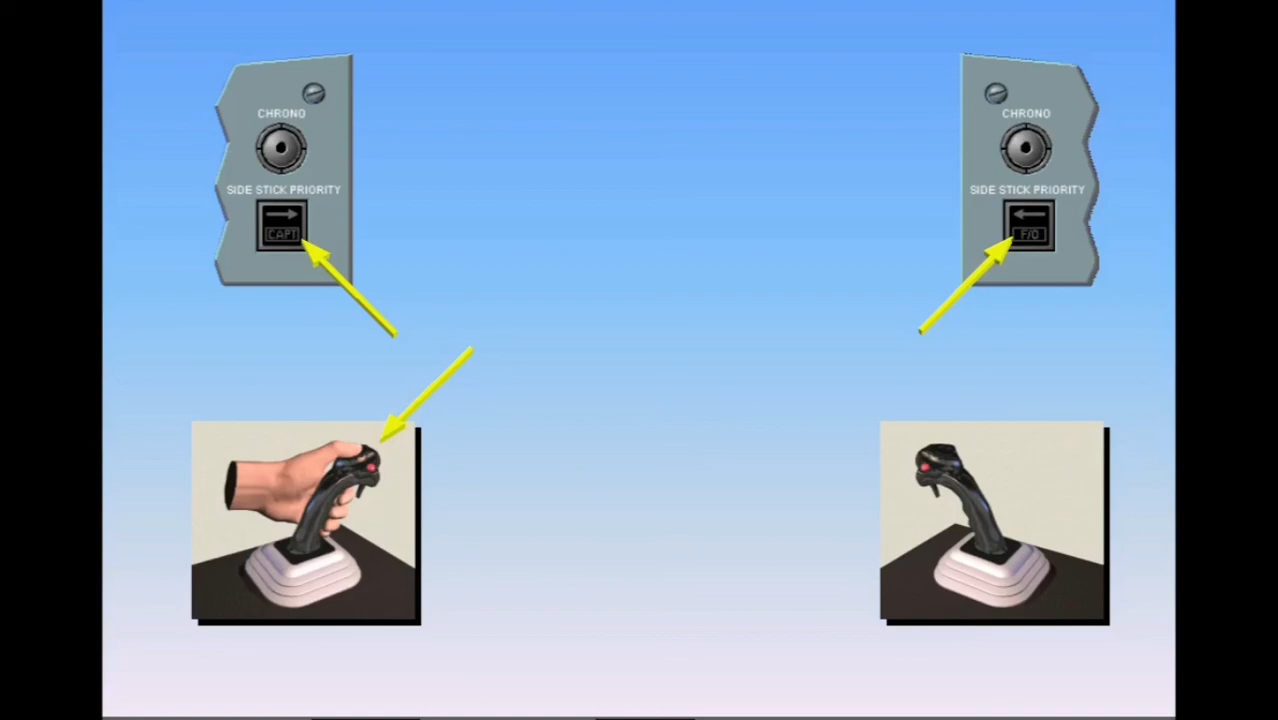 CHRONO
SIDE STICK PRIORITY
CAPT
CHRONO
SIDE STICK PRIORITY
F/O